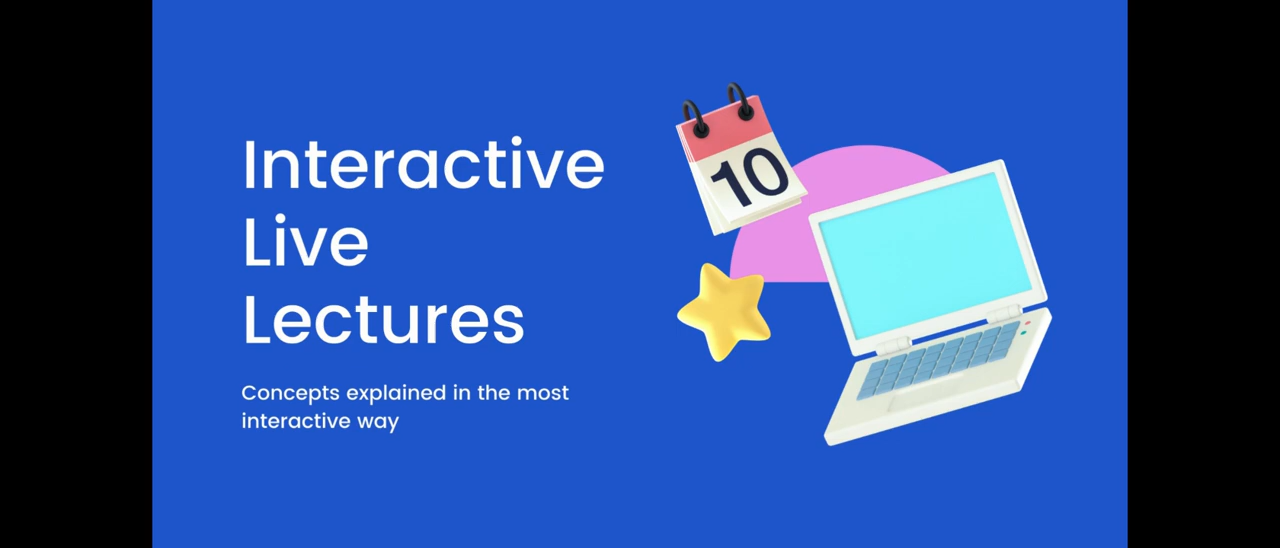 Interactive
Live
Lectures
Concepts explained in the most
interactive way
10